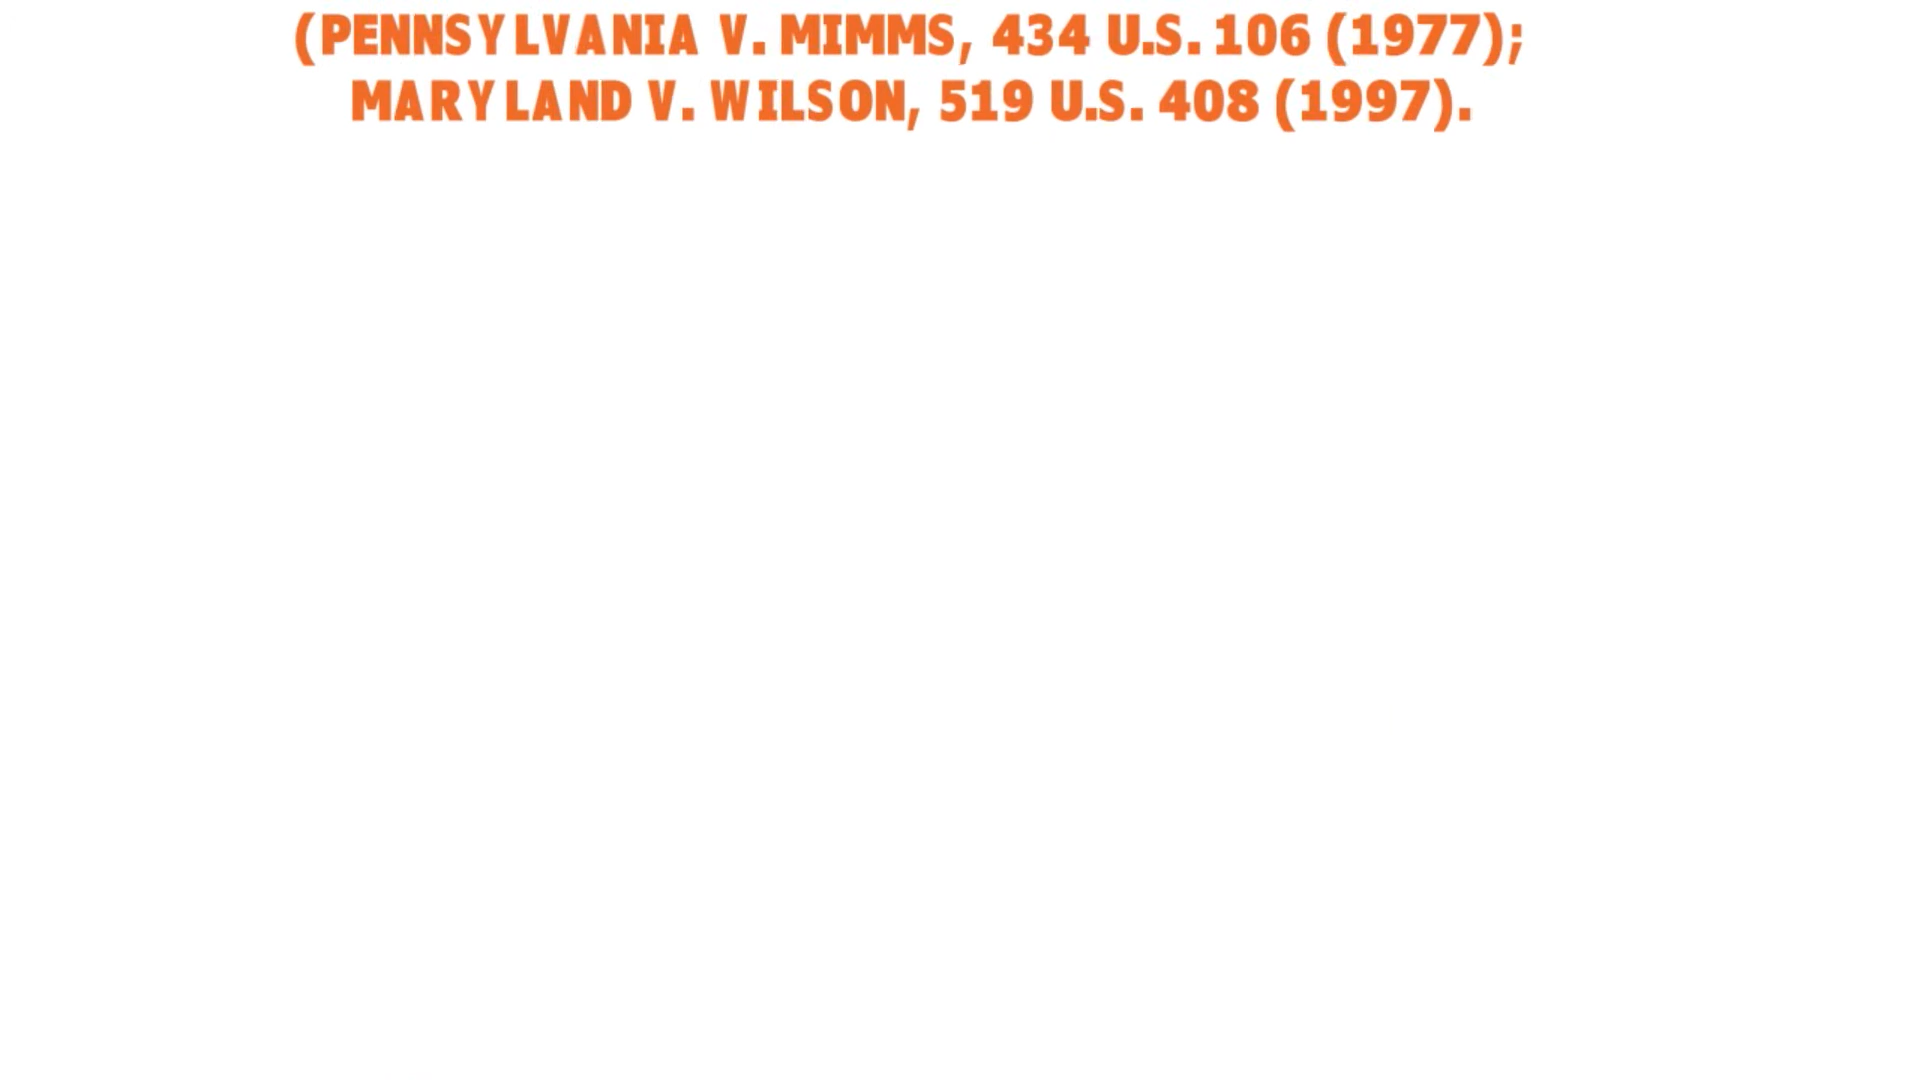 (PENNSYLVANIA V. MIMMS, 434 U.S. 106 (1977);
MARYLAND V. WILSON, 519 U.S. 408 (1997).